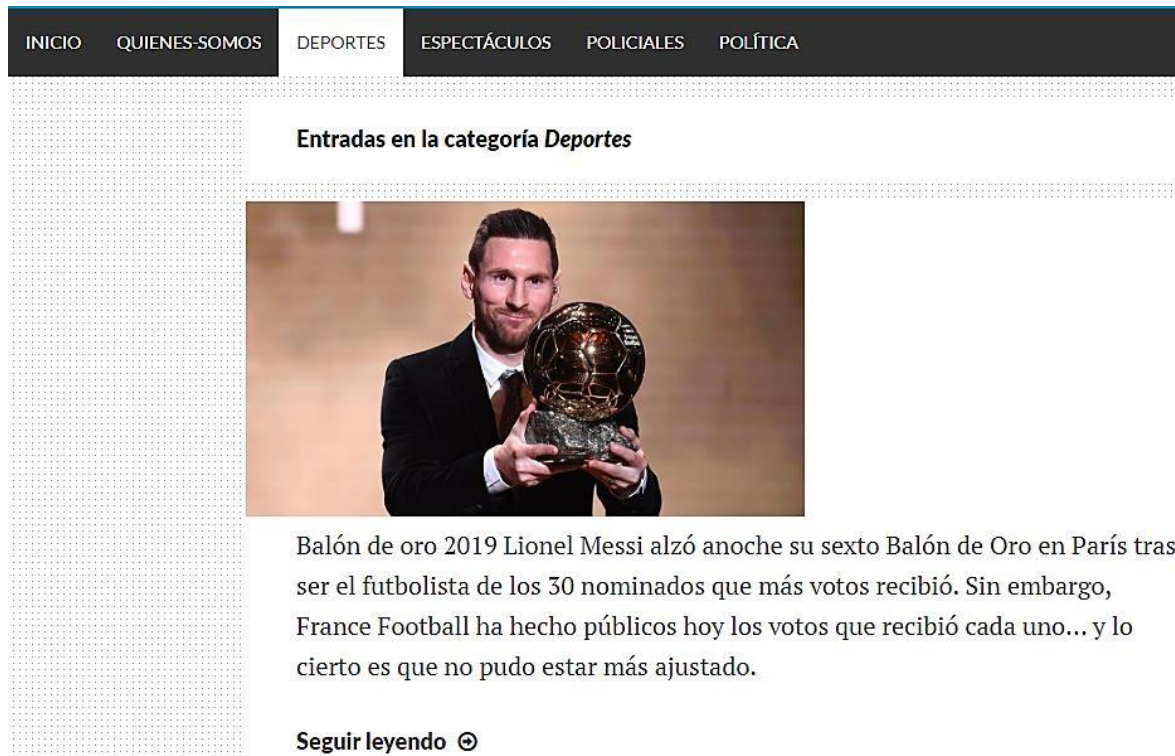 INICIO QUIENES-SOMOS DEPORTES ESPECTÁCULOS POLICIALES POLÍTICA
Entradas en la categoría Deportes
Balón de oro 2019 Lionel Messi alzó anoche su sexto Balón de Oro en París tras
ser el futbolista de los 30 nominados que más votos recibió. Sin embargo,
France Football ha hecho públicos hoy los votos que recibió cada uno... y lo
cierto es que no pudo estar más ajustado.
Seguir leyendo